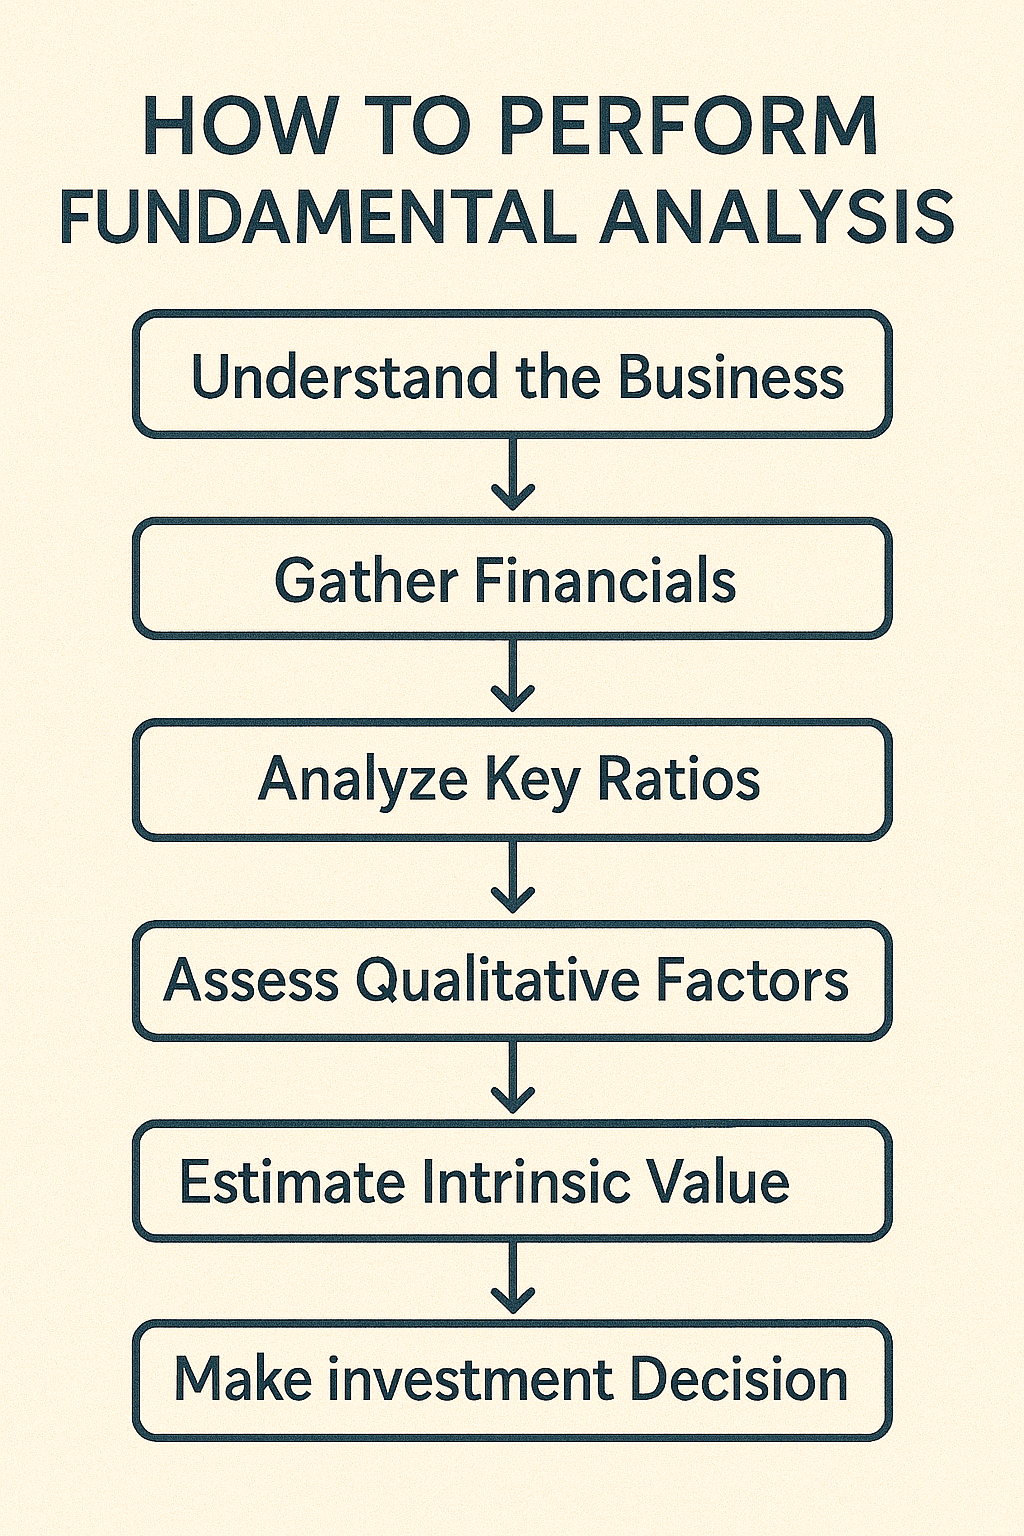 HOW TO PERFORM
FUNDAMENTAL ANALYSIS
Understand the Business
Gather Financials
Analyze Key Ratios
Assess Qualitative Factors
Estimate Intrinsic Value
Make investment Decision